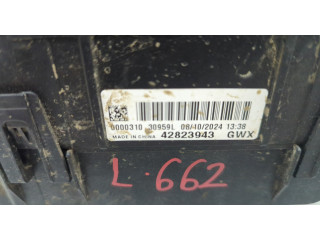 0000310 30959L 06/10/2024 13:38
MADE IN CHINA 42823943 GWX
L.662